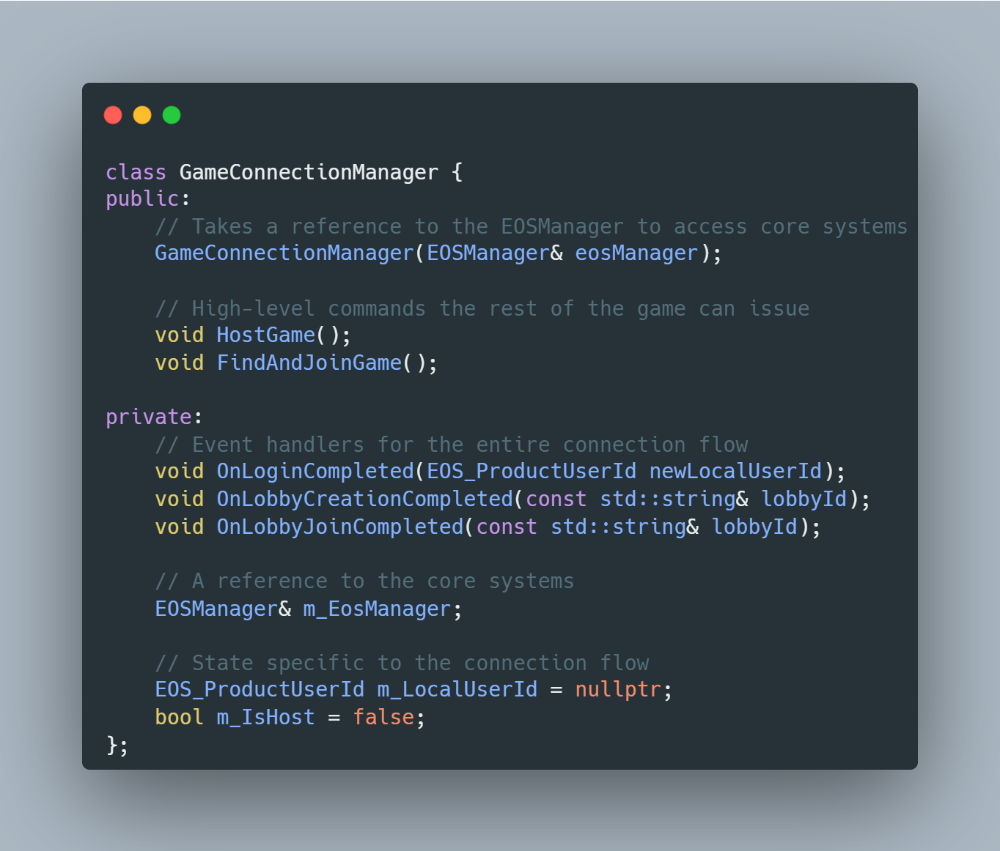 class GameConnectionManager {
public:
    // Takes a reference to the EOSManager to access core systems
    GameConnectionManager(EOSManager& eosManager);

    // High-level commands the rest of the game can issue
    void HostGame();
    void FindAndJoinGame();

private:
    // Event handlers for the entire connection flow
    void OnLoginCompleted(EOS_ProductUserId newLocalUserId);
    void OnLobbyCreationCompleted(const std::string& lobbyId);
    void OnLobbyJoinCompleted(const std::string& lobbyId);

    // A reference to the core systems
    EOSManager& m_EosManager;

    // State specific to the connection flow
    EOS_ProductUserId m_LocalUserId = nullptr;
    bool m_IsHost = false;
};